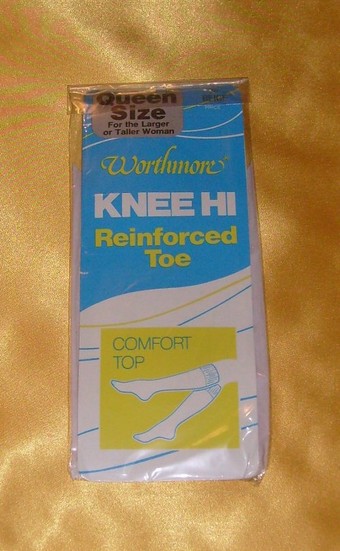 Queen
Size
For the Larger
or Taller Woman
Worthmore
KNEE HI
Reinforced
Toe
COMFORT
TOP